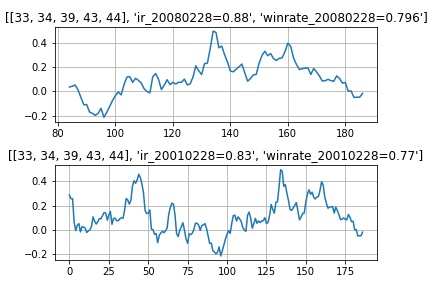 [[33, 34, 39, 43, 44], 'ir_20080228=0.88', 'winrate_20080228=0.796']
0.4
0.2
0.0
−0.2
80 100 120 140 160 180
[[33, 34, 39, 43, 44], 'ir_20010228=0.83', 'winrate_20010228=0.77']
0.4
0.2
0.0
−0.2
0 25 50 75 100 125 150 175